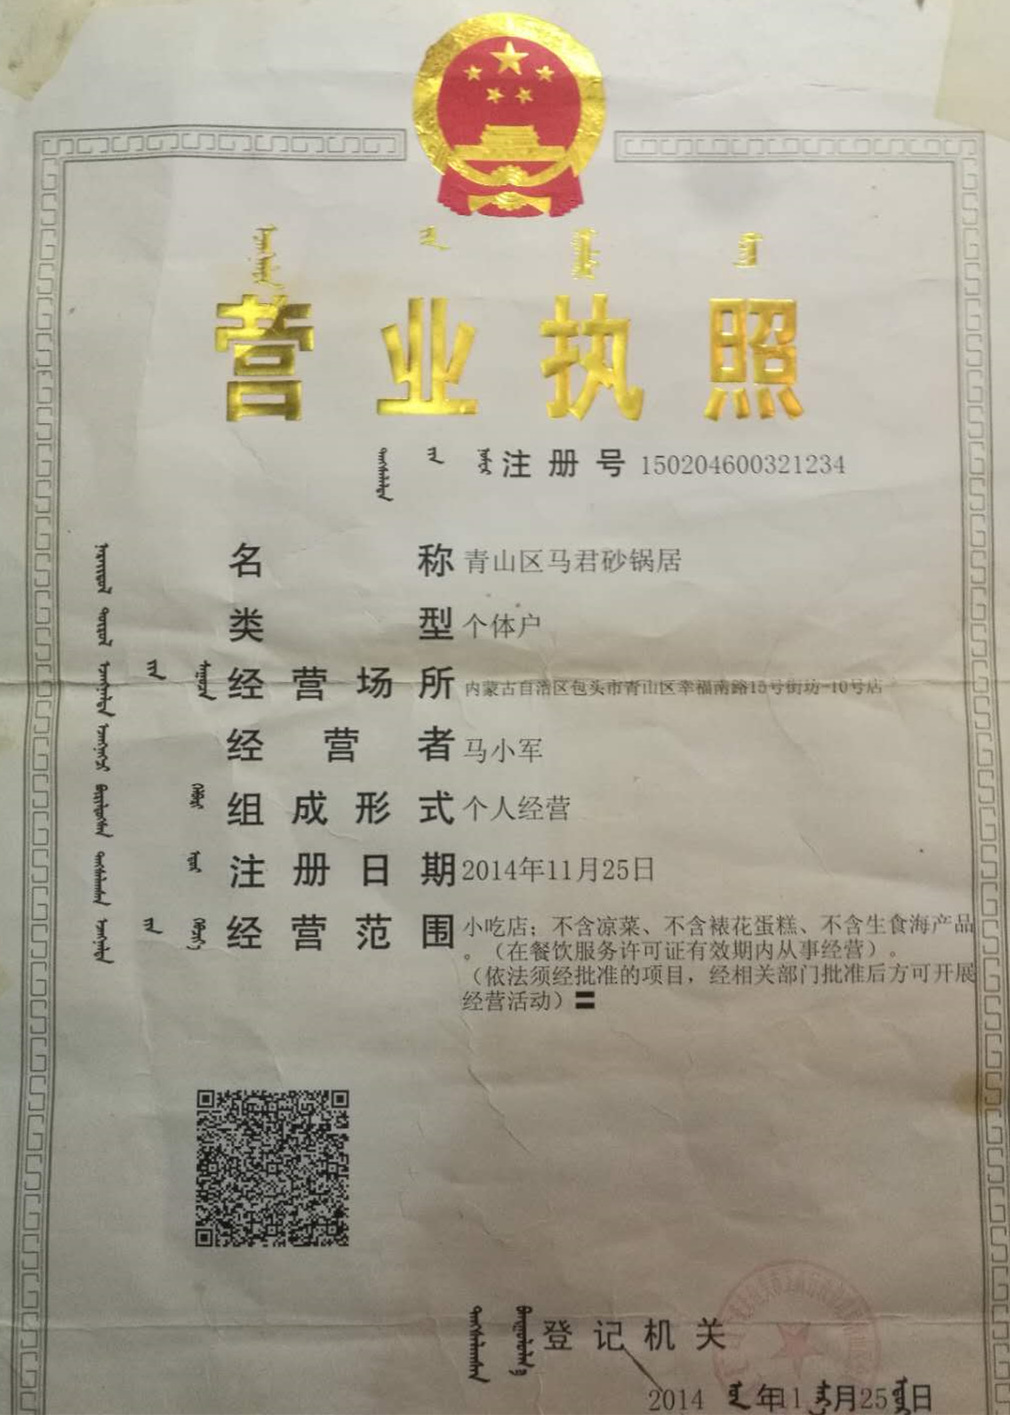 营业执照
注册号 150204600321234
名称 青山区马君砂锅居
类型 个体户
经营场所 内蒙古自治区包头市青山区幸福南路15号街坊-10号店
经营者 马小军
组成形式 个人经营
注册日期 2014年11月25日
经营范围 小吃店；不含凉菜、不含裱花蛋糕、不含生食海产品
。（在餐饮服务许可证有效期内从事经营）。
（依法须经批准的项目，经相关部门批准后方可开展
经营活动）〓
登记机关
2014 年11月25日